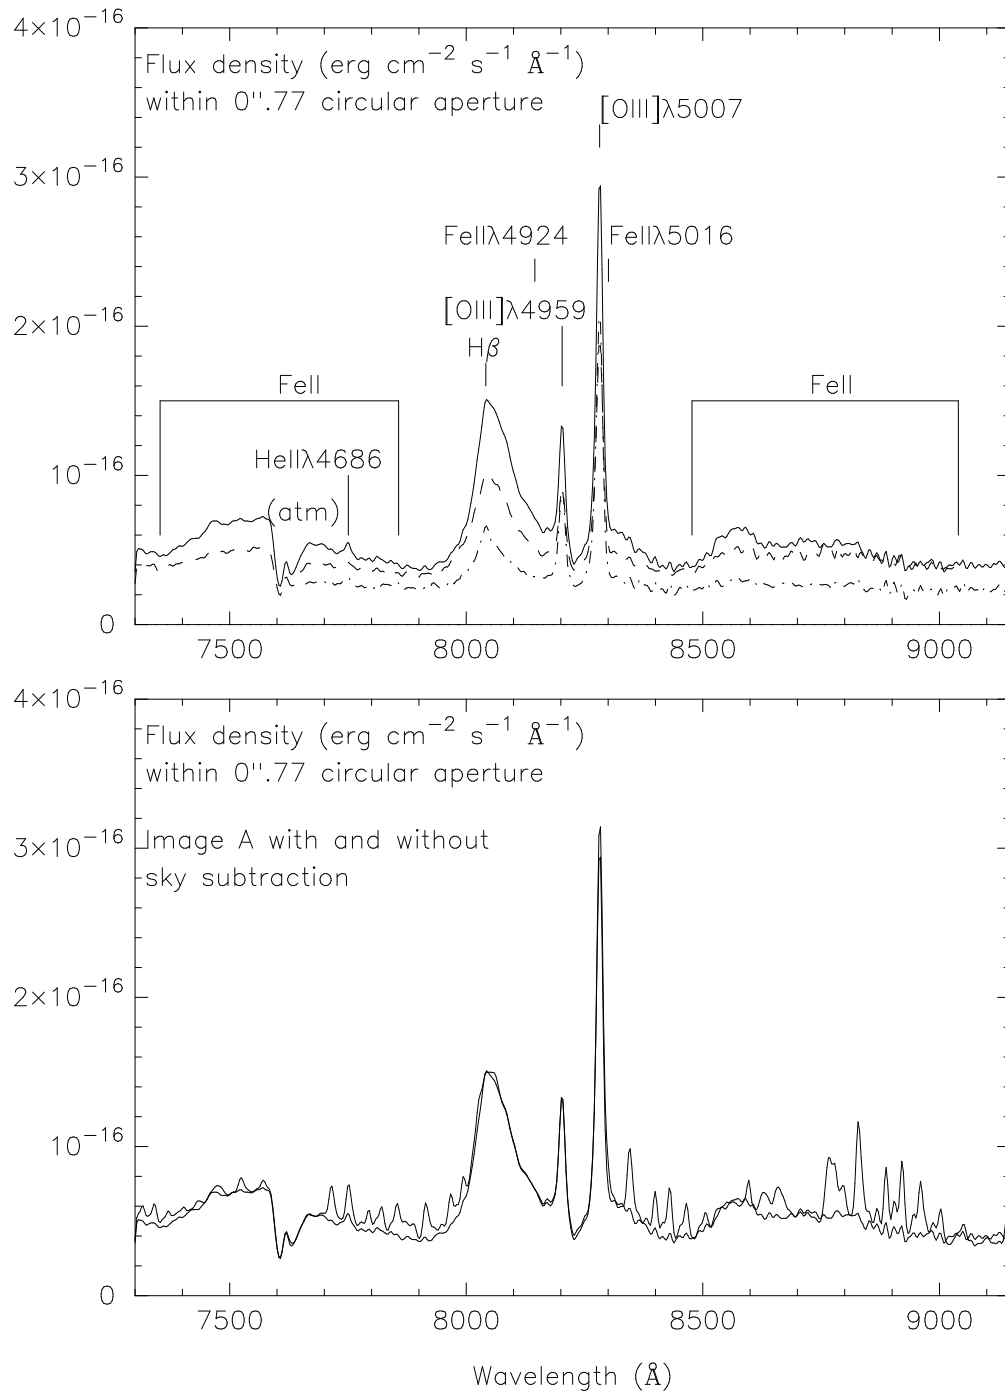 4×10⁻¹⁶
Flux density (erg cm⁻² s⁻¹ Å⁻¹)
within 0".77 circular aperture
[OIII]λ5007
3×10⁻¹⁶
FeIIλ4924
FeIIλ5016
2×10⁻¹⁶
[OIII]λ4959
Hβ
FeII
FeII
10⁻¹⁶
HeIIλ4686
(atm)
0
7500
8000
8500
9000
4×10⁻¹⁶
Flux density (erg cm⁻² s⁻¹ Å⁻¹)
within 0".77 circular aperture
3×10⁻¹⁶
Image A with and without
sky subtraction
2×10⁻¹⁶
10⁻¹⁶
0
7500
8000
8500
9000
Wavelength (Å)